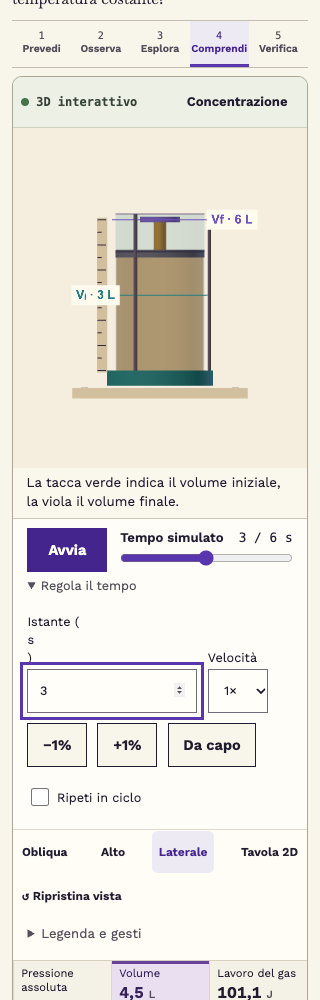 temperatura costante?
1 2 3 4 5
Prevedi Osserva Esplora Comprendi Verifica
3D interattivo Concentrazione
Vf · 6 L
Vᵢ · 3 L
La tacca verde indica il volume iniziale,
la viola il volume finale.
Avvia Tempo simulato 3 / 6 s
▼ Regola il tempo
Istante (
s
) Velocità
3 1×
−1% +1% Da capo
Ripeti in ciclo
Obliqua Alto Laterale Tavola 2D
↺ Ripristina vista
▶ Legenda e gesti
Pressione Volume Lavoro del gas
assoluta 4,5 L 101,1 J